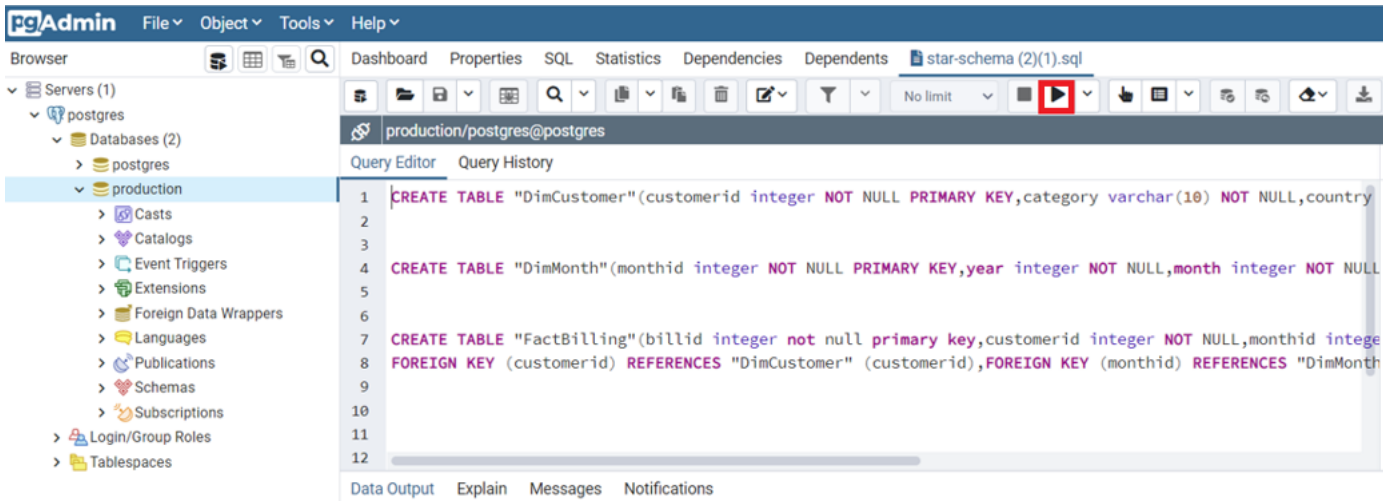 pgAdmin File Object Tools Help
Browser
Dashboard Properties SQL Statistics Dependencies Dependents star-schema (2)(1).sql
Servers (1)
postgres
Databases (2)
postgres
production
Casts
Catalogs
Event Triggers
Extensions
Foreign Data Wrappers
Languages
Publications
Schemas
Subscriptions
Login/Group Roles
Tablespaces
No limit
production/postgres@postgres
Query Editor Query History
1 CREATE TABLE "DimCustomer"(customerid integer NOT NULL PRIMARY KEY,category varchar(10) NOT NULL,country
2
3
4 CREATE TABLE "DimMonth"(monthid integer NOT NULL PRIMARY KEY,year integer NOT NULL,month integer NOT NULL
5
6
7 CREATE TABLE "FactBilling"(billid integer not null primary key,customerid integer NOT NULL,monthid intege
8 FOREIGN KEY (customerid) REFERENCES "DimCustomer" (customerid),FOREIGN KEY (monthid) REFERENCES "DimMonth
9
10
11
12
Data Output Explain Messages Notifications